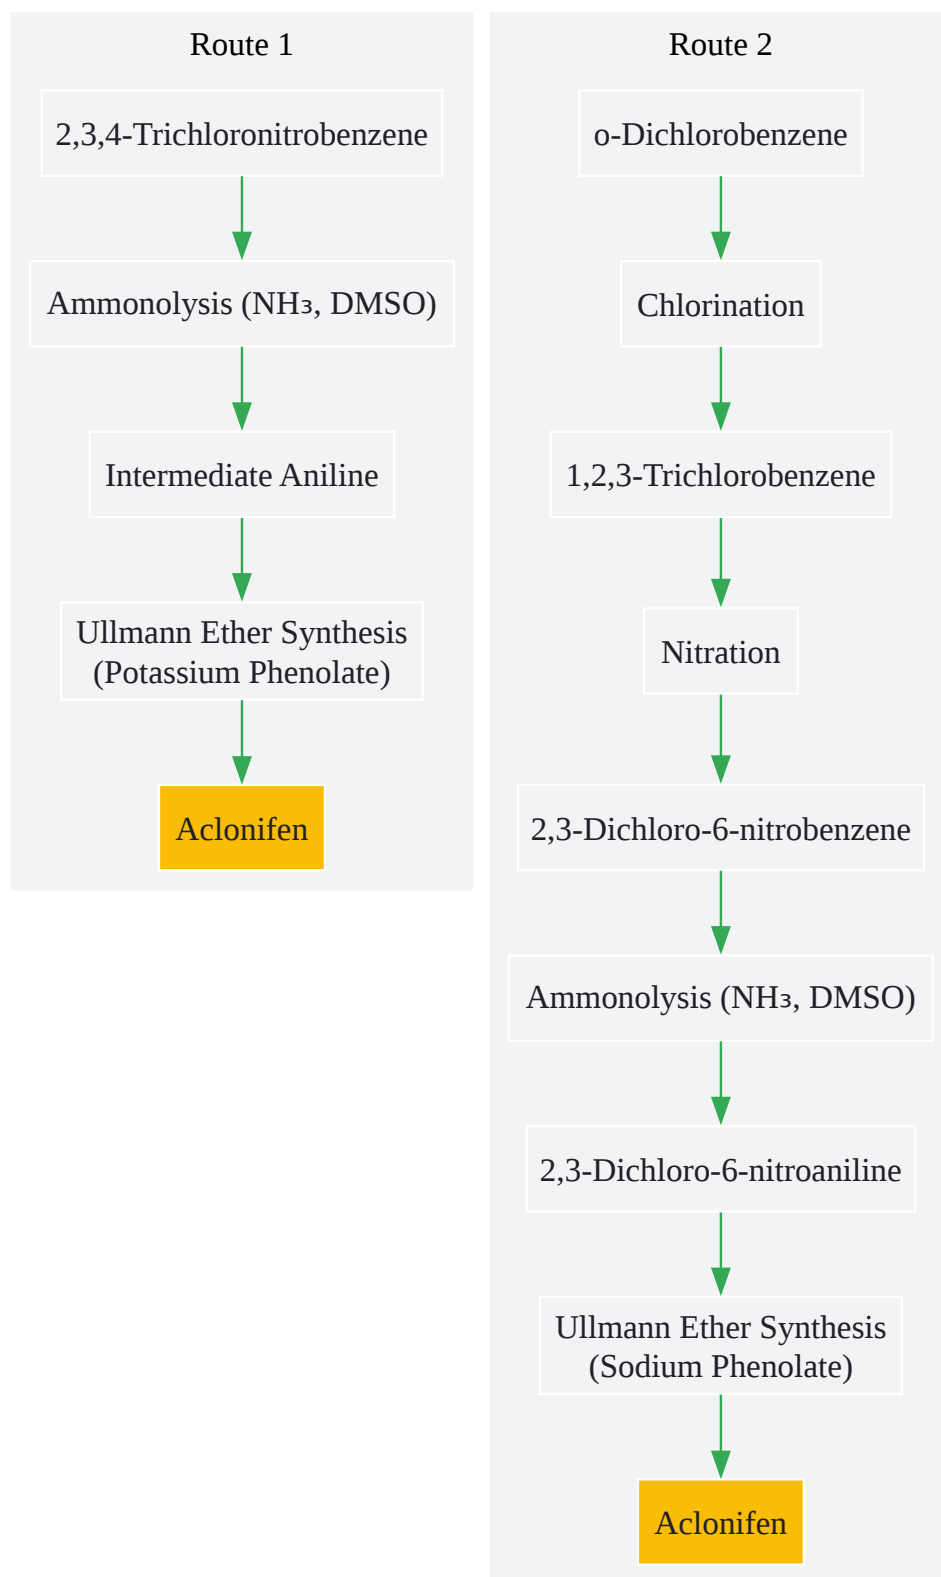 Route 1
2,3,4-Trichloronitrobenzene
Ammonolysis (NH₃, DMSO)
Intermediate Aniline
Ullmann Ether Synthesis
(Potassium Phenolate)
Aclonifen
Route 2
o-Dichlorobenzene
Chlorination
1,2,3-Trichlorobenzene
Nitration
2,3-Dichloro-6-nitrobenzene
Ammonolysis (NH₃, DMSO)
2,3-Dichloro-6-nitroaniline
Ullmann Ether Synthesis
(Sodium Phenolate)
Aclonifen